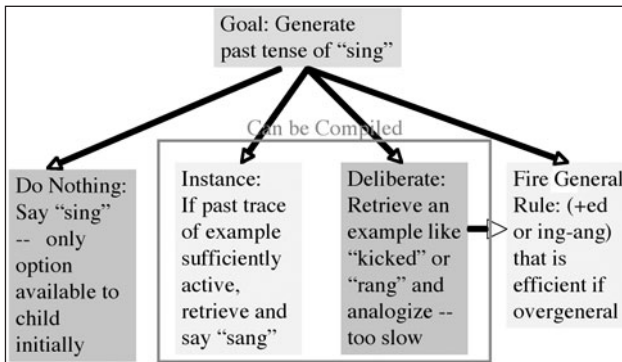 Goal: Generate
past tense of “sing”
Can be Compiled
Do Nothing:
Say “sing”
-- only
option
available to
child
initially
Instance:
If past trace
of example
sufficiently
active,
retrieve and
say “sang”
Deliberate:
Retrieve an
example like
“kicked” or
“rang” and
analogize --
too slow
Fire General
Rule: (+ed
or ing-ang)
that is
efficient if
overgeneral